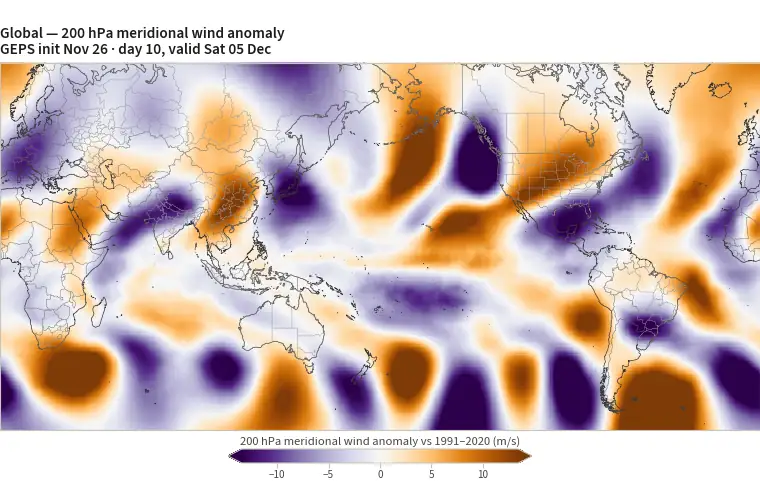 Global — 200 hPa meridional wind anomaly
GEPS init Nov 26 · day 10, valid Sat 05 Dec
200 hPa meridional wind anomaly vs 1991–2020 (m/s)
−10 −5 0 5 10